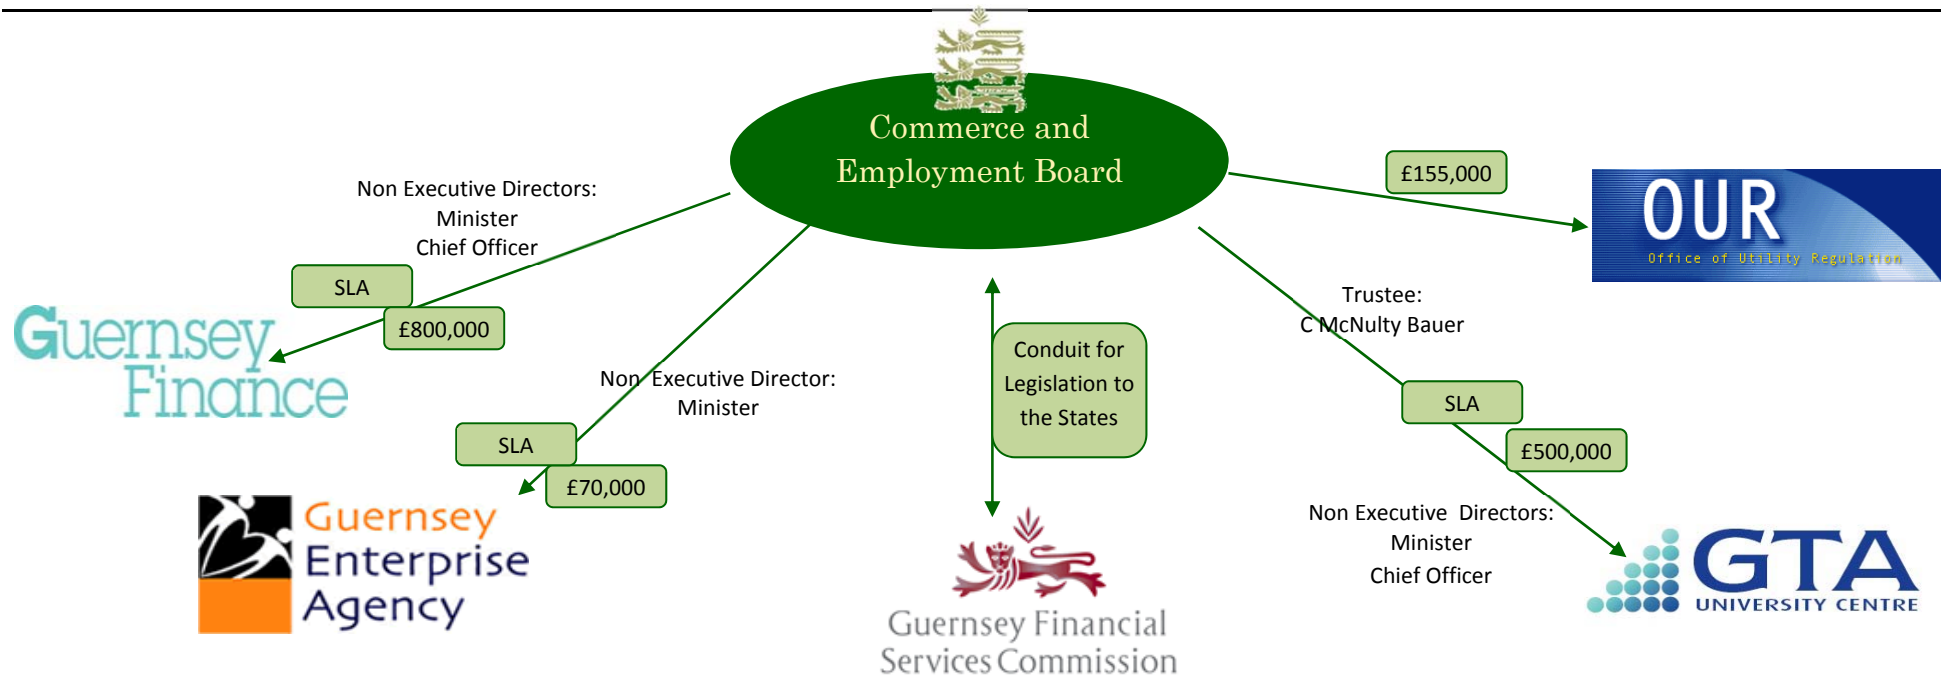 Commerce and
Employment Board
£155,000
OUR
Office of Utility Regulation
Non Executive Directors:
Minister
Chief Officer
SLA
£800,000
Guernsey
Finance
Non Executive Director:
Minister
SLA
£70,000
Guernsey
Enterprise
Agency
Conduit for
Legislation to
the States
Guernsey Financial
Services Commission
Trustee:
C McNulty Bauer
SLA
£500,000
Non Executive Directors:
Minister
Chief Officer
GTA
UNIVERSITY CENTRE